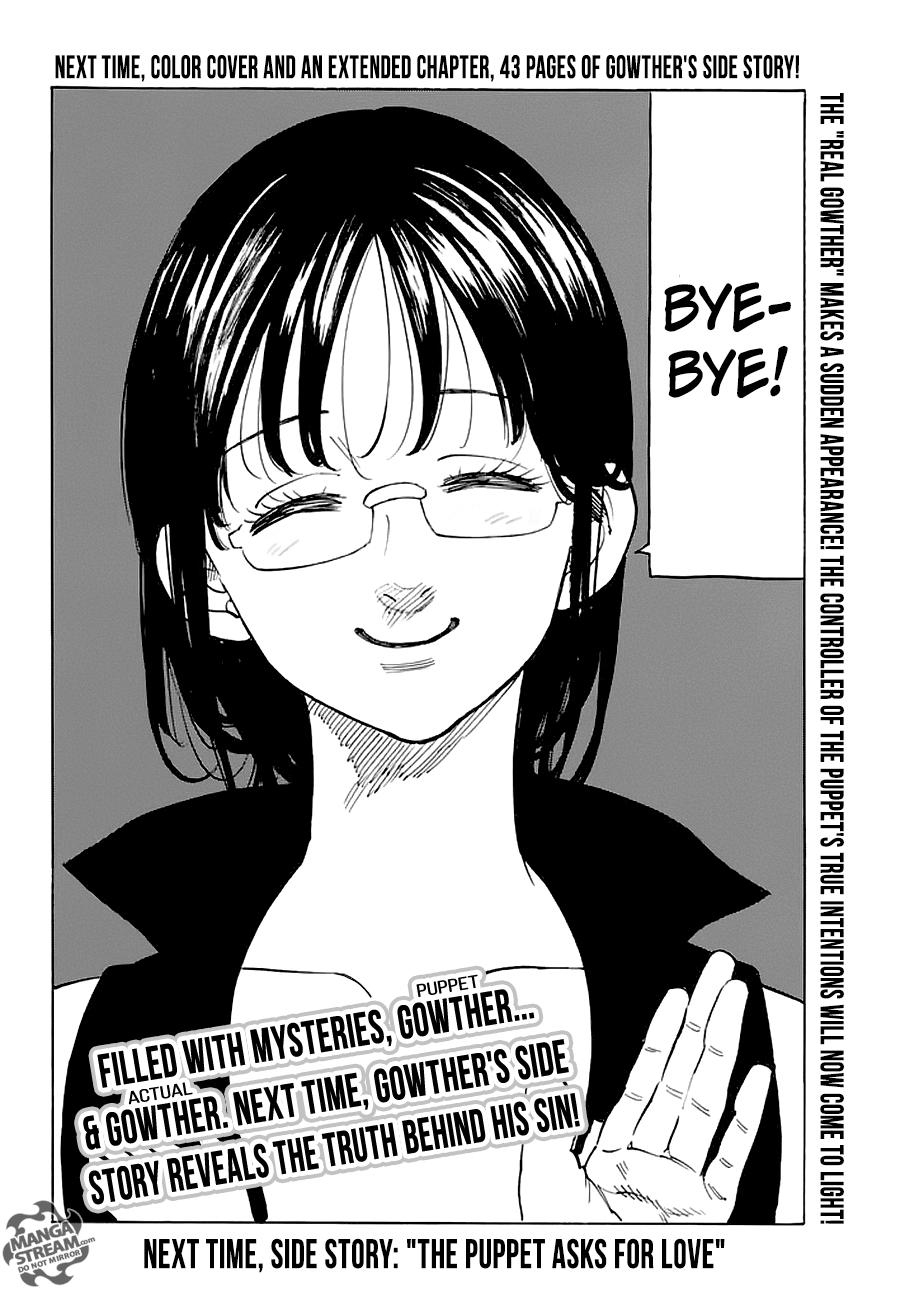 NEXT TIME, COLOR COVER AND AN EXTENDED CHAPTER, 43 PAGES OF GOWTHER'S SIDE STORY!
THE "REAL GOWTHER" MAKES A SUDDEN APPEARANCE! THE CONTROLLER OF THE PUPPET'S TRUE INTENTIONS WILL NOW COME TO LIGHT!
BYE-
BYE!
PUPPET
FILLED WITH MYSTERIES, GOWTHER...
ACTUAL
& GOWTHER. NEXT TIME, GOWTHER'S SIDE
STORY REVEALS THE TRUTH BEHIND HIS SIN!
MANGA
STREAM.com
DO NOT MIRROR
NEXT TIME, SIDE STORY: "THE PUPPET ASKS FOR LOVE"